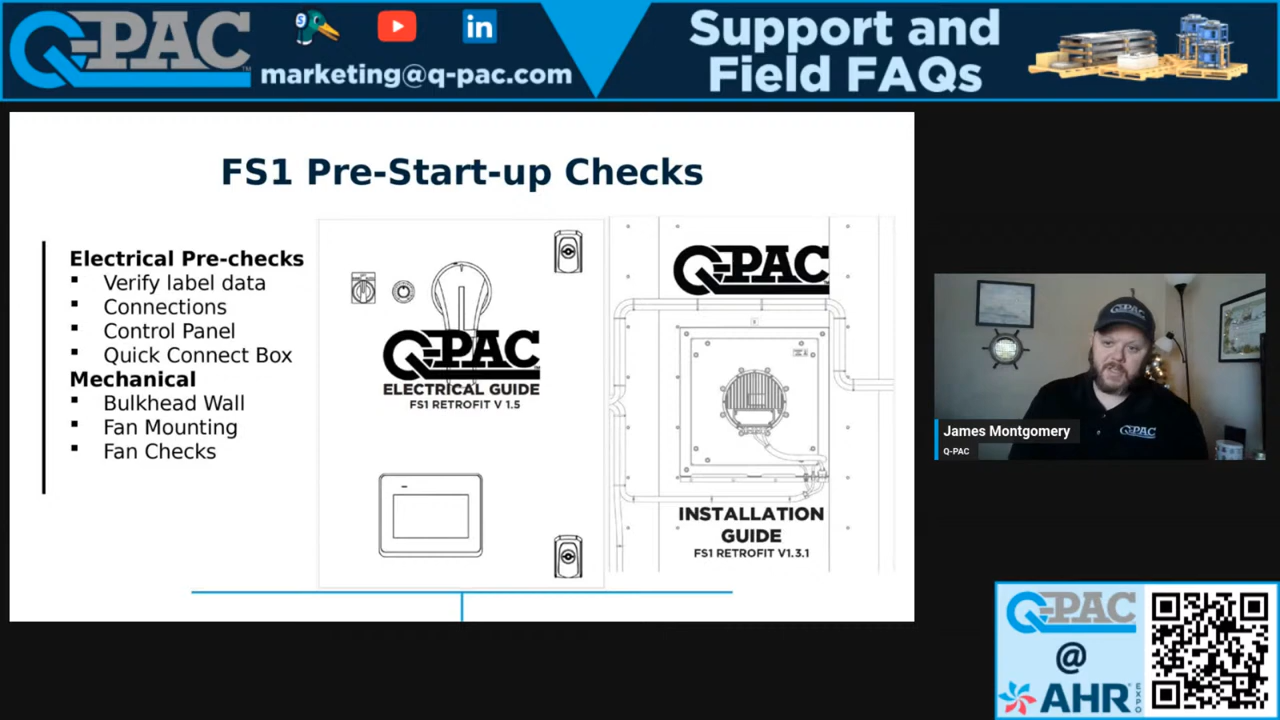 Q-PAC
marketing@q-pac.com
Support and
Field FAQs
FS1 Pre-Start-up Checks
Electrical Pre-checks
Verify label data
Connections
Control Panel
Quick Connect Box
Mechanical
Bulkhead Wall
Fan Mounting
Fan Checks
Q-PAC
ELECTRICAL GUIDE
FS1 RETROFIT V 1.5
Q-PAC
INSTALLATION
GUIDE
FS1 RETROFIT V1.3.1
Q-PAC
James Montgomery
Q-PAC
Q-PAC
@
AHR EXPO